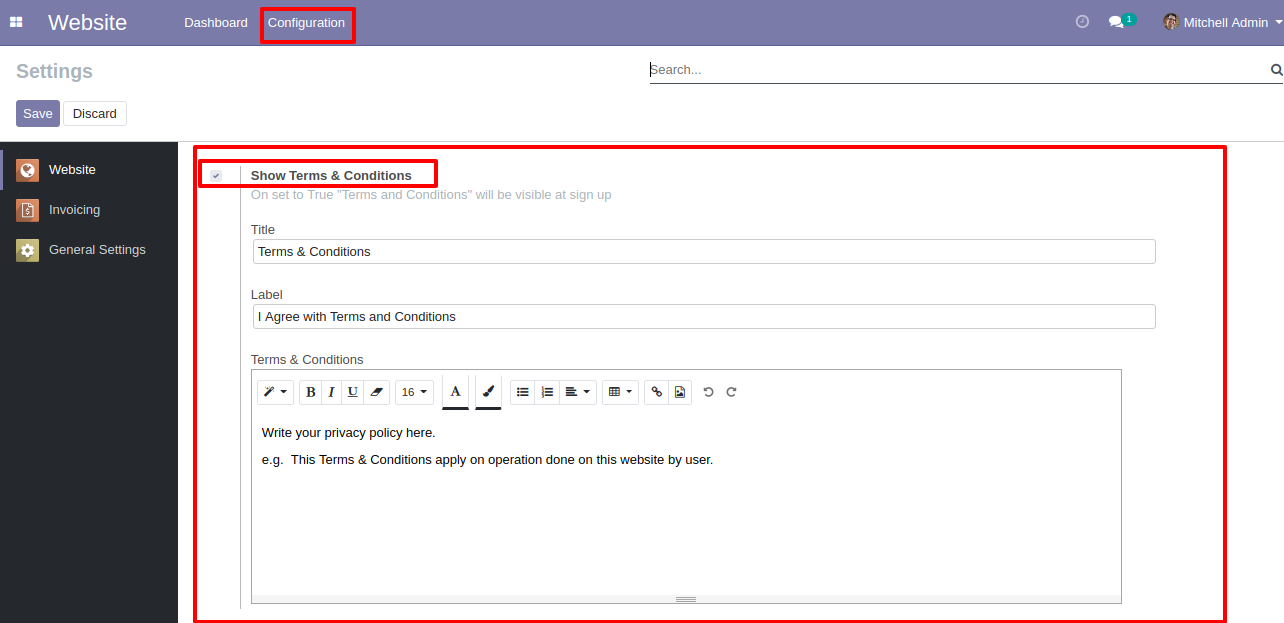 Website Dashboard Configuration 1 Mitchell Admin
Settings
Search...
Save Discard
Website
Invoicing
General Settings
Show Terms & Conditions
On set to True "Terms and Conditions" will be visible at sign up
Title
Terms & Conditions
Label
I Agree with Terms and Conditions
Terms & Conditions
B I U 16 A
Write your privacy policy here.
e.g. This Terms & Conditions apply on operation done on this website by user.